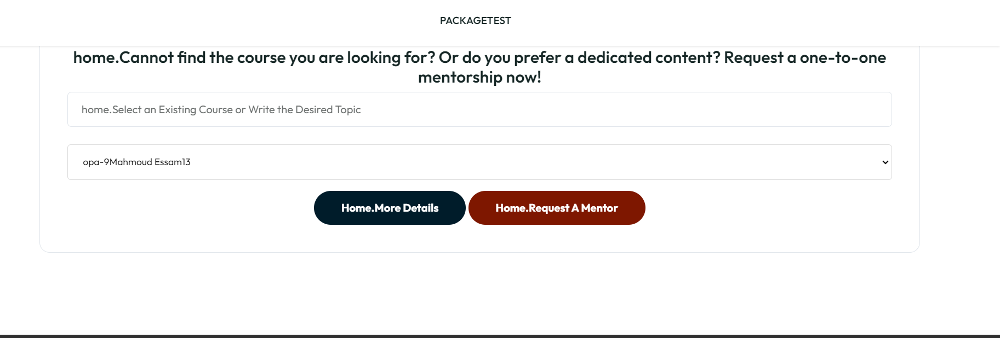 PACKAGETEST
home.Cannot find the course you are looking for? Or do you prefer a dedicated content? Request a one-to-one
mentorship now!
home.Select an Existing Course or Write the Desired Topic
opa-9Mahmoud Essam13
Home.More Details Home.Request A Mentor